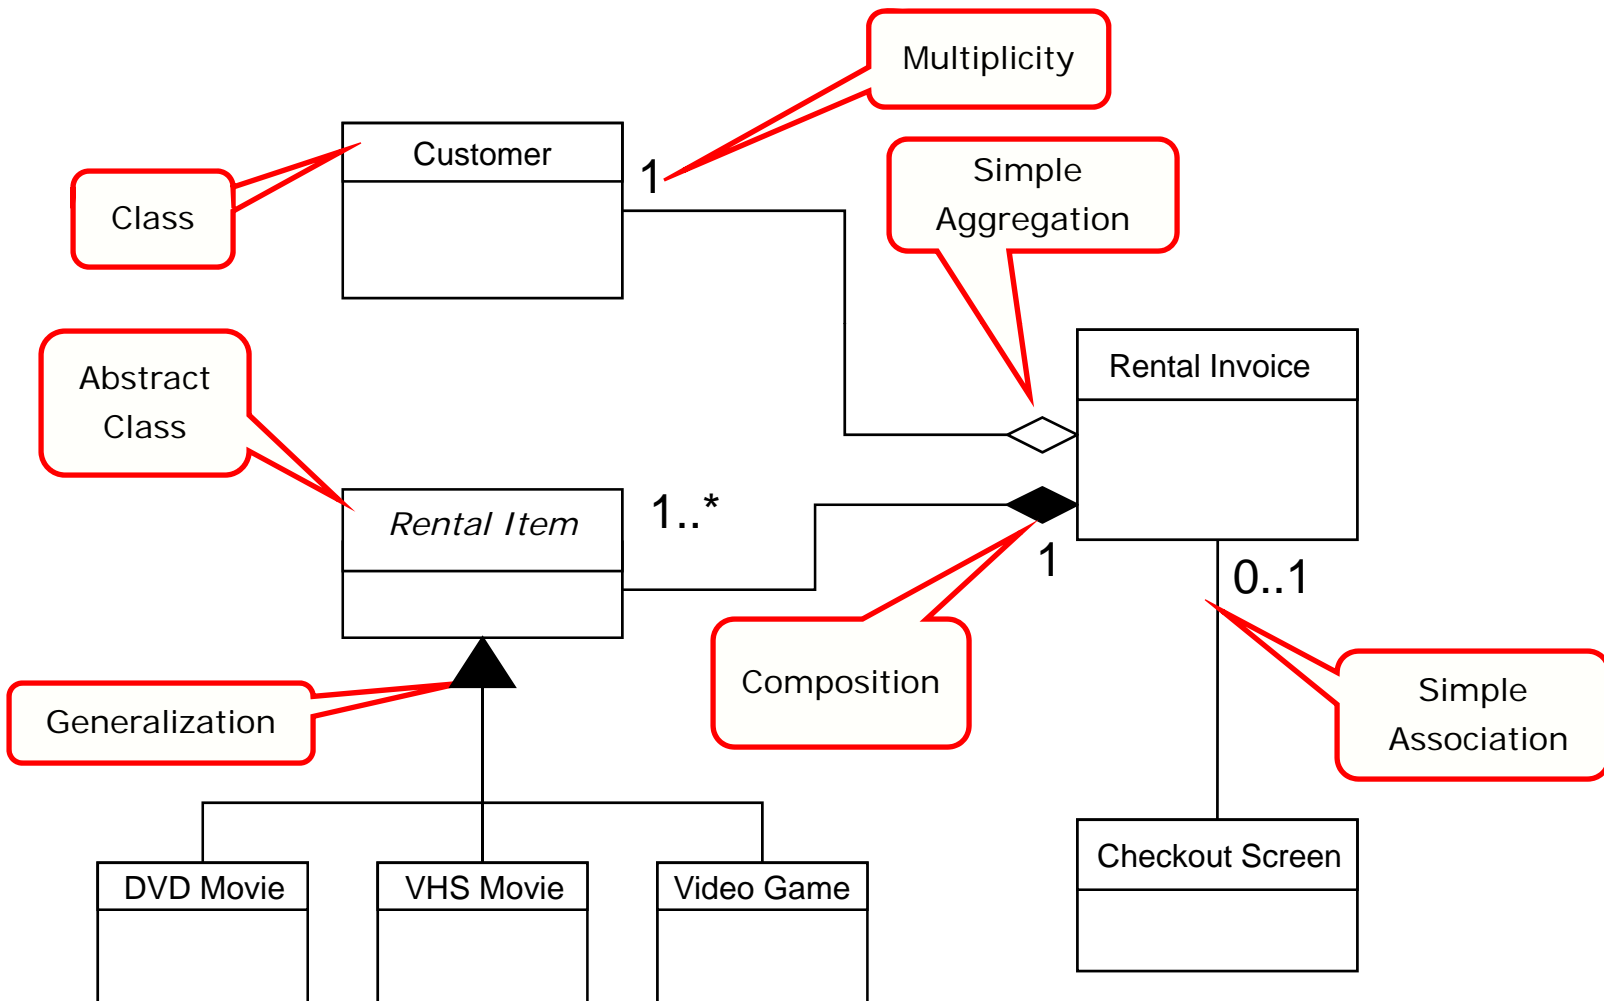 Multiplicity
Customer
1
Simple
Aggregation
Class
Abstract
Class
Rental Invoice
Rental Item
1..*
1
0..1
Composition
Simple
Association
Generalization
Checkout Screen
DVD Movie
VHS Movie
Video Game